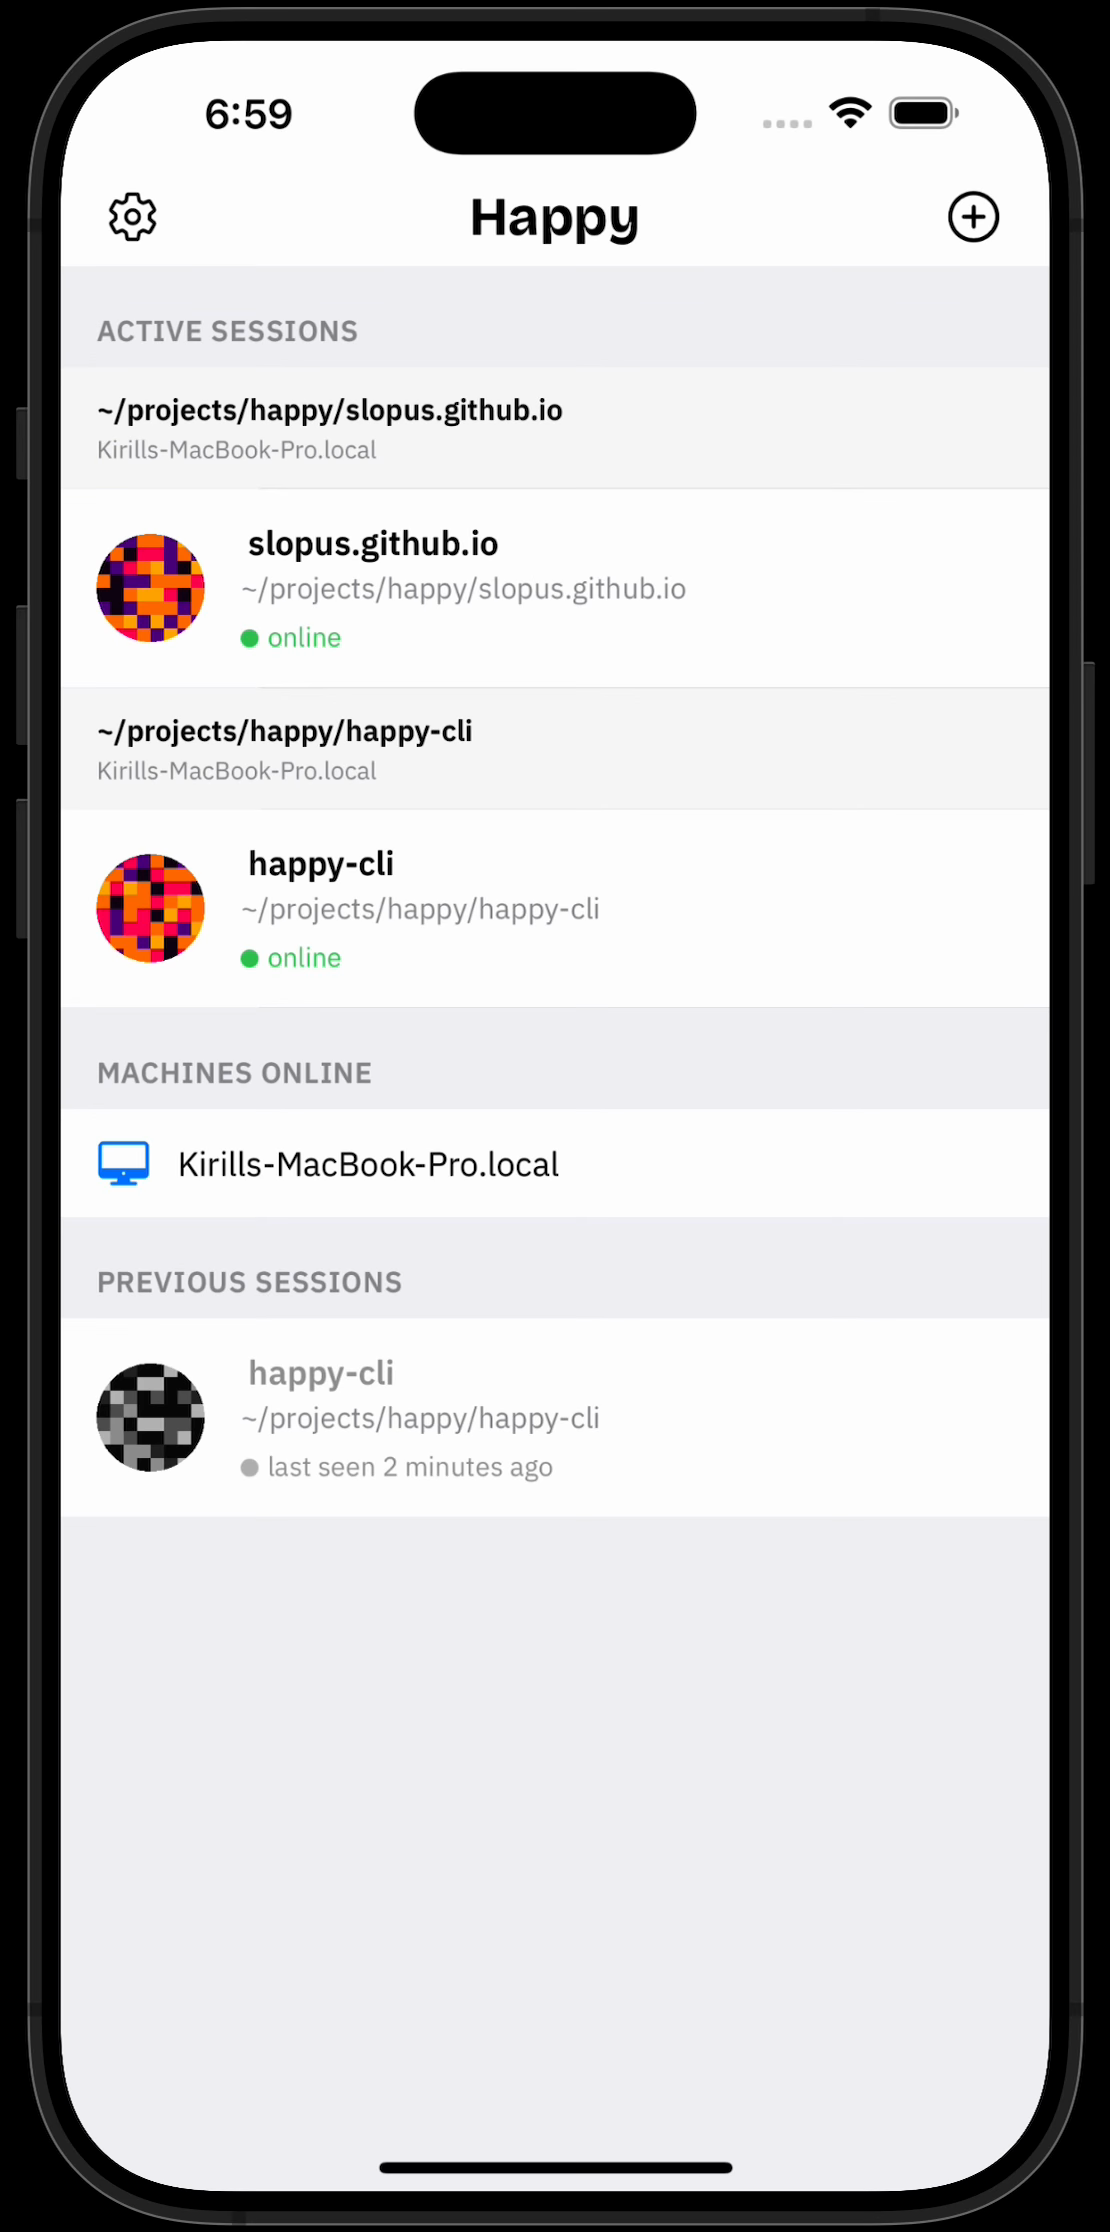 6:59
Happy
ACTIVE SESSIONS
~/projects/happy/slopus.github.io
Kirills-MacBook-Pro.local
slopus.github.io
~/projects/happy/slopus.github.io
online
~/projects/happy/happy-cli
Kirills-MacBook-Pro.local
happy-cli
~/projects/happy/happy-cli
online
MACHINES ONLINE
Kirills-MacBook-Pro.local
PREVIOUS SESSIONS
happy-cli
~/projects/happy/happy-cli
last seen 2 minutes ago